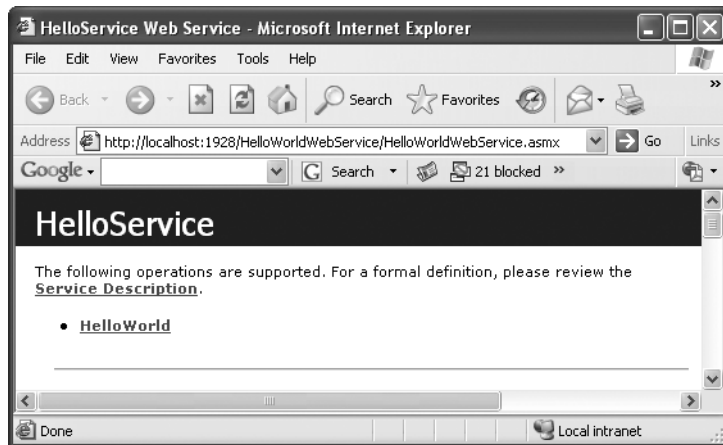 HelloService Web Service - Microsoft Internet Explorer
File Edit View Favorites Tools Help
Back Search Favorites »
Address http://localhost:1928/HelloWorldWebService/HelloWorldWebService.asmx Go Links
Google G Search 21 blocked »
HelloService
The following operations are supported. For a formal definition, please review the
Service Description.
• HelloWorld
Done Local intranet